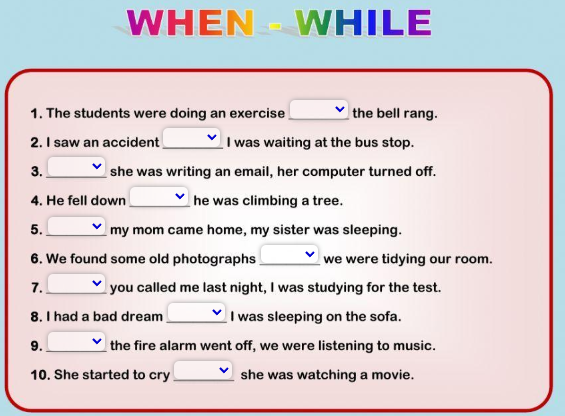 WHEN - WHILE
1. The students were doing an exercise the bell rang.
2. I saw an accident I was waiting at the bus stop.
3. she was writing an email, her computer turned off.
4. He fell down he was climbing a tree.
5. my mom came home, my sister was sleeping.
6. We found some old photographs we were tidying our room.
7. you called me last night, I was studying for the test.
8. I had a bad dream I was sleeping on the sofa.
9. the fire alarm went off, we were listening to music.
10. She started to cry she was watching a movie.